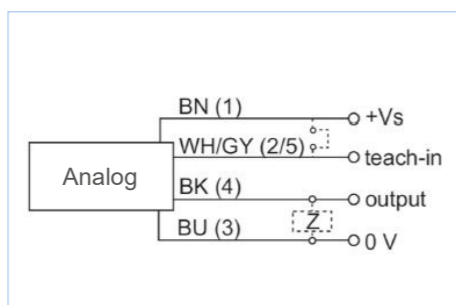 BN (1)
+Vs
WH/GY (2/5)
teach-in
Analog
BK (4)
output
Z
BU (3)
0 V